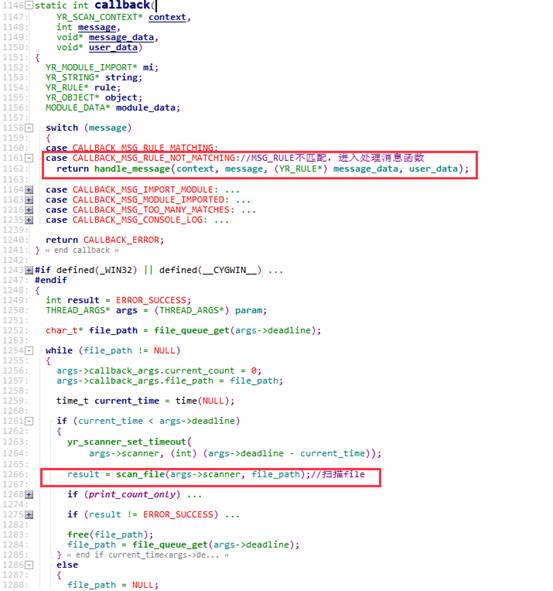 1146 static int callback(
1147: YR_SCAN_CONTEXT* context,
1148: int message,
1149: void* message_data,
1150: void* user_data)
1151: {
1152: YR_MODULE_IMPORT* mi;
1153: YR_STRING* string;
1154: YR_RULE* rule;
1155: YR_OBJECT* object;
1156: MODULE_DATA* module_data;
1157:
1158 switch (message)
1159: {
1160: case CALLBACK_MSG_RULE_MATCHING:
1161 case CALLBACK_MSG_RULE_NOT_MATCHING://MSG_RULE不匹配，进入处理消息函数
1162: return handle_message(context, message, (YR_RULE*) message_data, user_data);
1163:
1164 case CALLBACK_MSG_IMPORT_MODULE: ...
1183 case CALLBACK_MSG_MODULE_IMPORTED: ...
1216 case CALLBACK_MSG_TOO_MANY_MATCHES: ...
1235 case CALLBACK_MSG_CONSOLE_LOG: ...
1239:
1240: return CALLBACK_ERROR;
1241: } « end callback »
1242:
1243 #if defined(_WIN32) || defined(__CYGWIN__) ...
1247: #endif
1248: {
1249: int result = ERROR_SUCCESS;
1250: THREAD_ARGS* args = (THREAD_ARGS*) param;
1251:
1252: char_t* file_path = file_queue_get(args->deadline);
1253:
1254 while (file_path != NULL)
1255: {
1256: args->callback_args.current_count = 0;
1257: args->callback_args.file_path = file_path;
1258:
1259: time_t current_time = time(NULL);
1260:
1261 if (current_time < args->deadline)
1262: {
1263: yr_scanner_set_timeout(
1264: args->scanner, (int) (args->deadline - current_time));
1265:
1266: result = scan_file(args->scanner, file_path);//扫描file
1267:
1268 if (print_count_only) ...
1274:
1275 if (result != ERROR_SUCCESS) ...
1282:
1283: free(file_path);
1284: file_path = file_queue_get(args->deadline);
1285: } « end if current_time<args->de... »
1286 else
1287: {
1288: file_path = NULL;